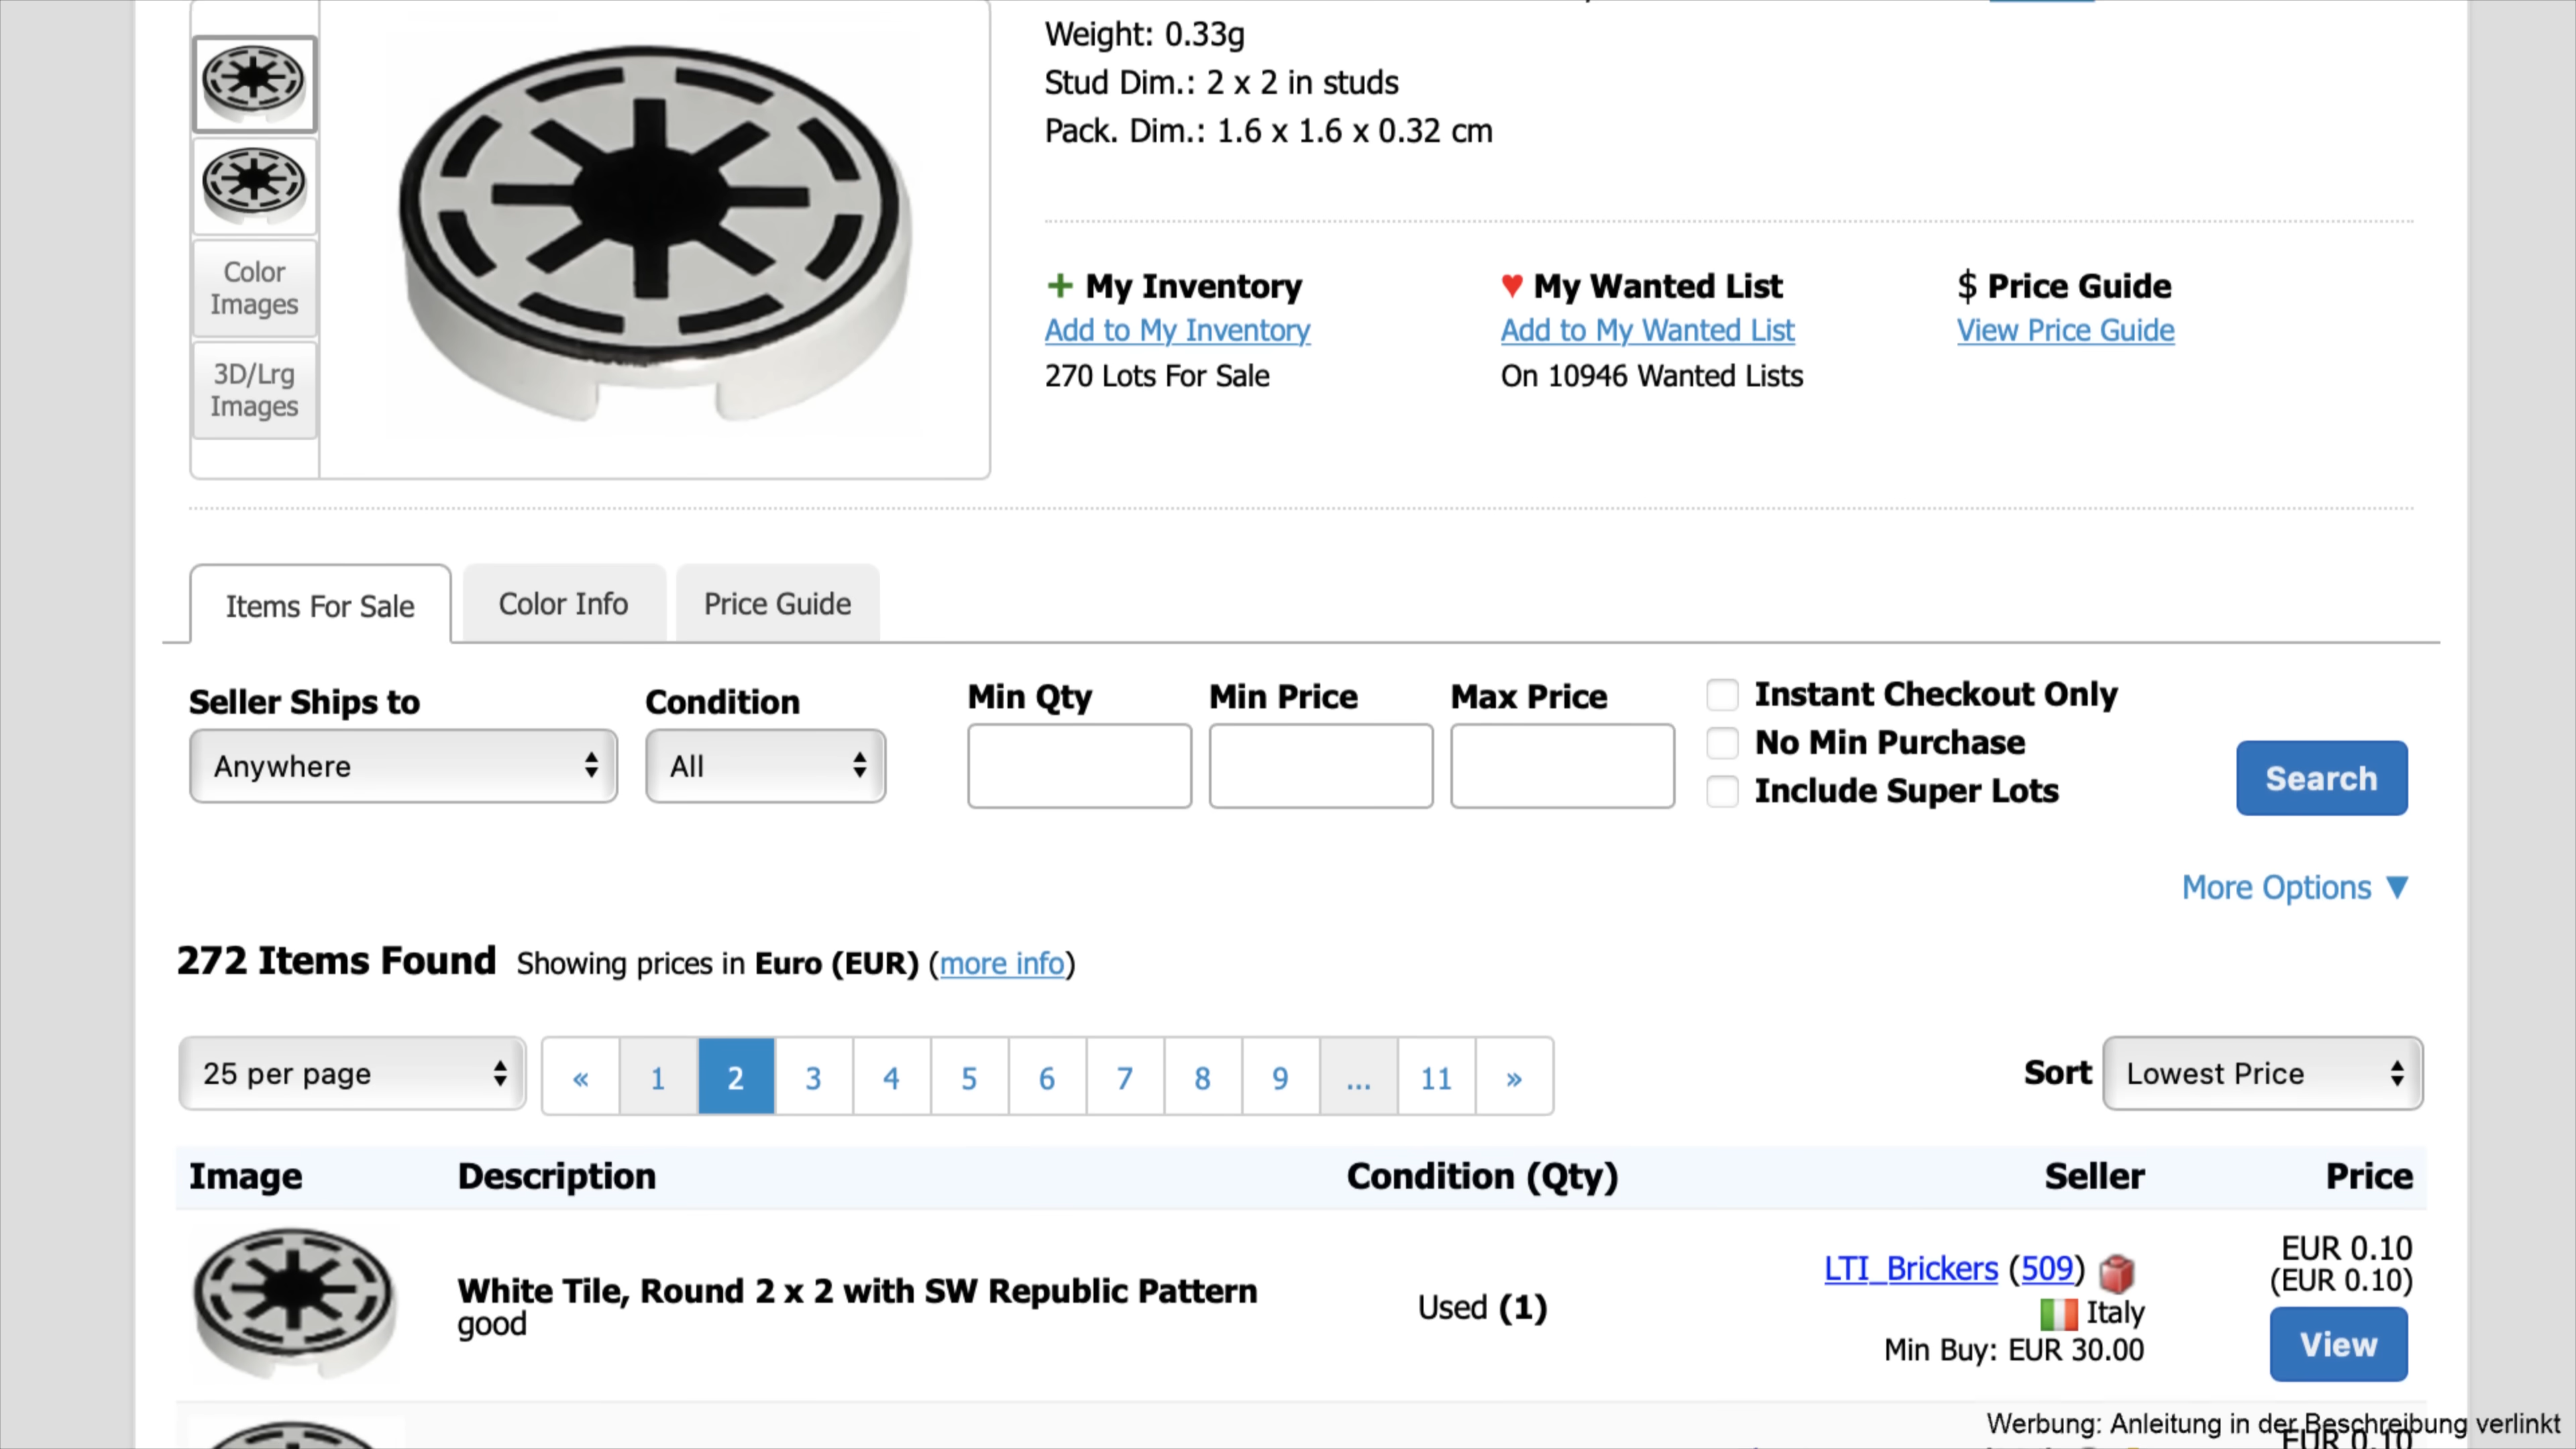 Weight: 0.33g
Stud Dim.: 2 x 2 in studs
Pack. Dim.: 1.6 x 1.6 x 0.32 cm
Color
Images
3D/Lrg
Images
+ My Inventory
Add to My Inventory
270 Lots For Sale
♥ My Wanted List
Add to My Wanted List
On 10946 Wanted Lists
$ Price Guide
View Price Guide
Items For Sale
Color Info
Price Guide
Seller Ships to
Anywhere
Condition
All
Min Qty
Min Price
Max Price
Instant Checkout Only
No Min Purchase
Include Super Lots
Search
More Options ▼
272 Items Found Showing prices in Euro (EUR) (more info)
25 per page
« 1 2 3 4 5 6 7 8 9 ... 11 »
Sort Lowest Price
Image Description Condition (Qty) Seller Price
White Tile, Round 2 x 2 with SW Republic Pattern
good
Used (1)
LTI_Brickers (509)
Italy
Min Buy: EUR 30.00
EUR 0.10
(EUR 0.10)
View
Werbung: Anleitung in der Beschreibung verlinkt
EUR 0.10